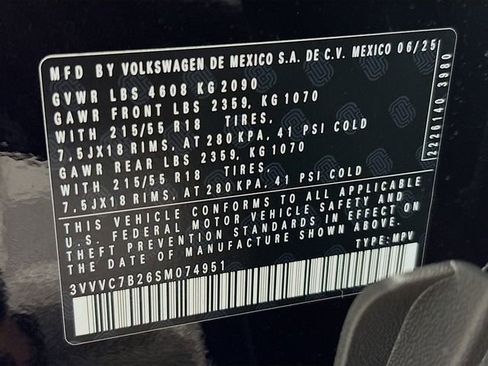 MFD BY VOLKSWAGEN DE MEXICO S.A. DE C.V. MEXICO 06/25
GVWR LBS 4608 KG 2090
GAWR FRONT LBS 2359, KG 1070
WITH 215/55 R18 TIRES,
7,5JX18 RIMS, AT 280 KPA, 41 PSI COLD
GAWR REAR LBS 2359, KG 1070
WITH 215/55 R18 TIRES,
7,5JX18 RIMS, AT 280 KPA, 41 PSI COLD
THIS VEHICLE CONFORMS TO ALL APPLICABLE
U.S. FEDERAL MOTOR VEHICLE SAFETY AND
THEFT PREVENTION STANDARDS IN EFFECT ON
THE DATE OF MANUFACTURE SHOWN ABOVE.
3VVVC7B26SM074951 TYPE: MPV
2220140 3980